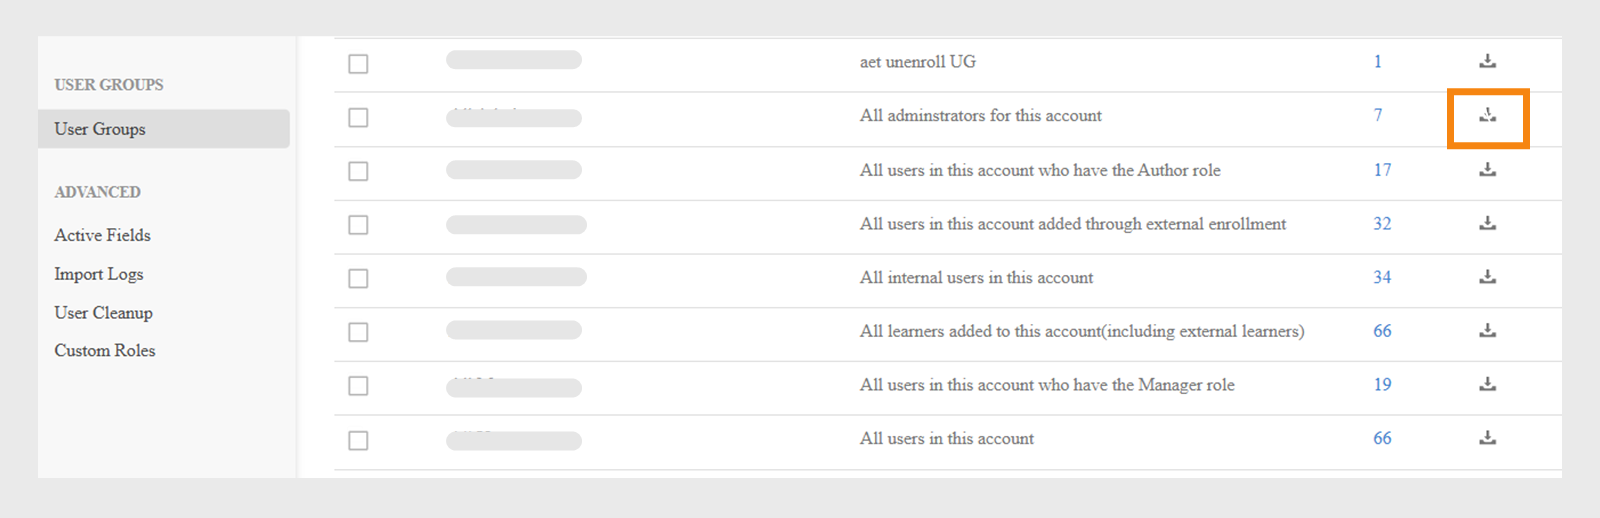 USER GROUPS
User Groups
ADVANCED
Active Fields
Import Logs
User Cleanup
Custom Roles
aet unenroll UG 1
All adminstrators for this account 7
All users in this account who have the Author role 17
All users in this account added through external enrollment 32
All internal users in this account 34
All learners added to this account(including external learners) 66
All users in this account who have the Manager role 19
All users in this account 66